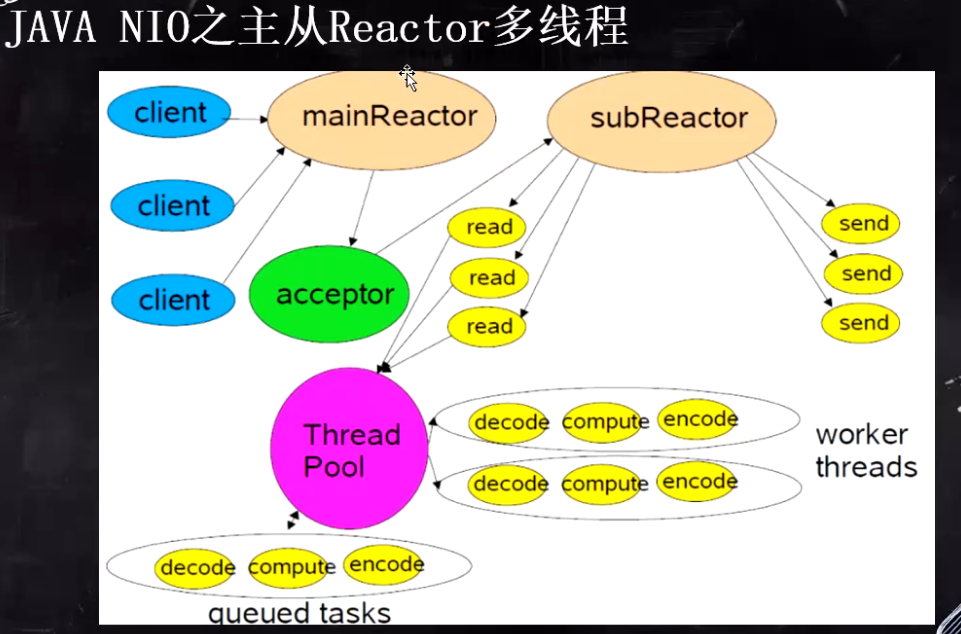 JAVA NIO之主从Reactor多线程
client
mainReactor
subReactor
client
client
acceptor
read
read
read
send
send
send
Thread
Pool
decode compute encode
decode compute encode
worker
threads
decode compute encode
queued tasks